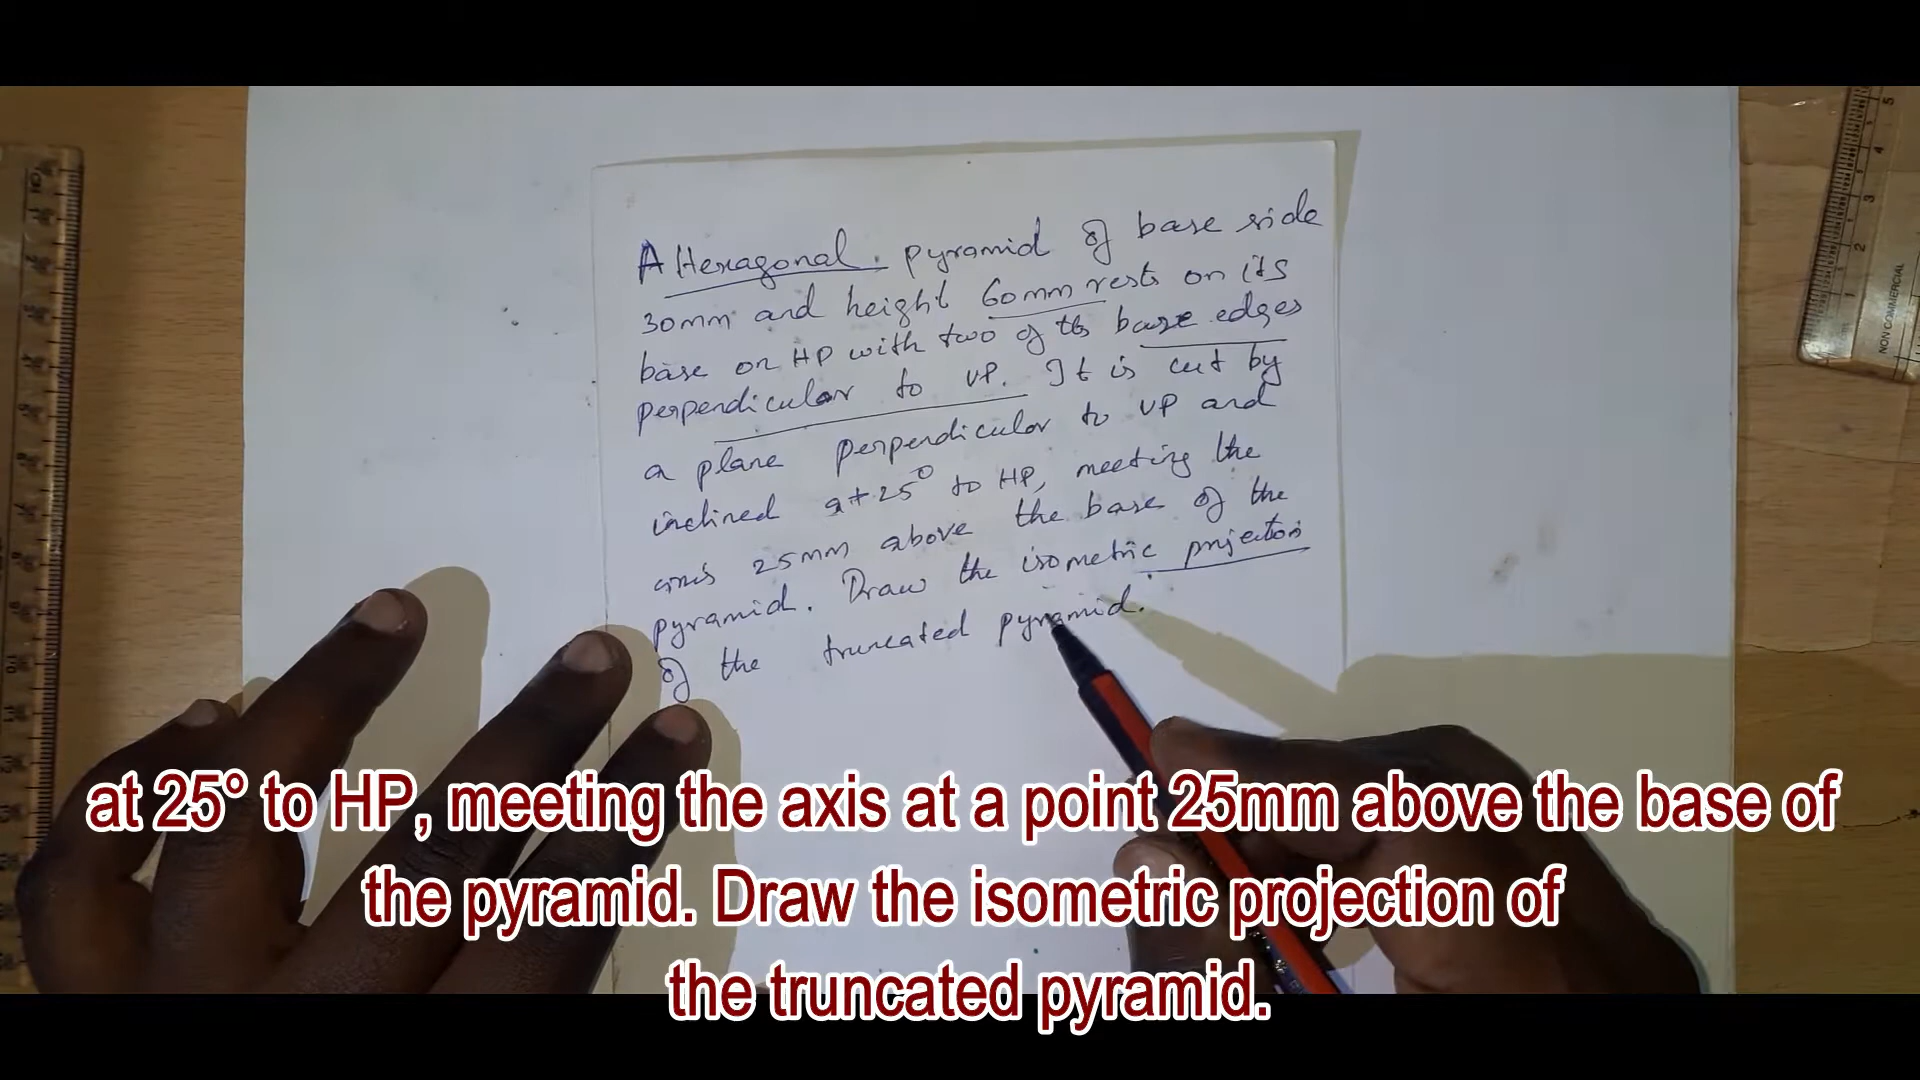 A Hexagonal pyramid of base side
30mm and height 60mm rests on its
base on HP with two of its base edges
perpendicular to VP. It is cut by
a plane perpendicular to VP and
inclined at 25° to HP, meeting the
axis 25mm above the base of the
pyramid. Draw the isometric projection
of the truncated pyramid.
NON COMMERCIAL
at 25° to HP, meeting the axis at a point 25mm above the base of
the pyramid. Draw the isometric projection of
the truncated pyramid.